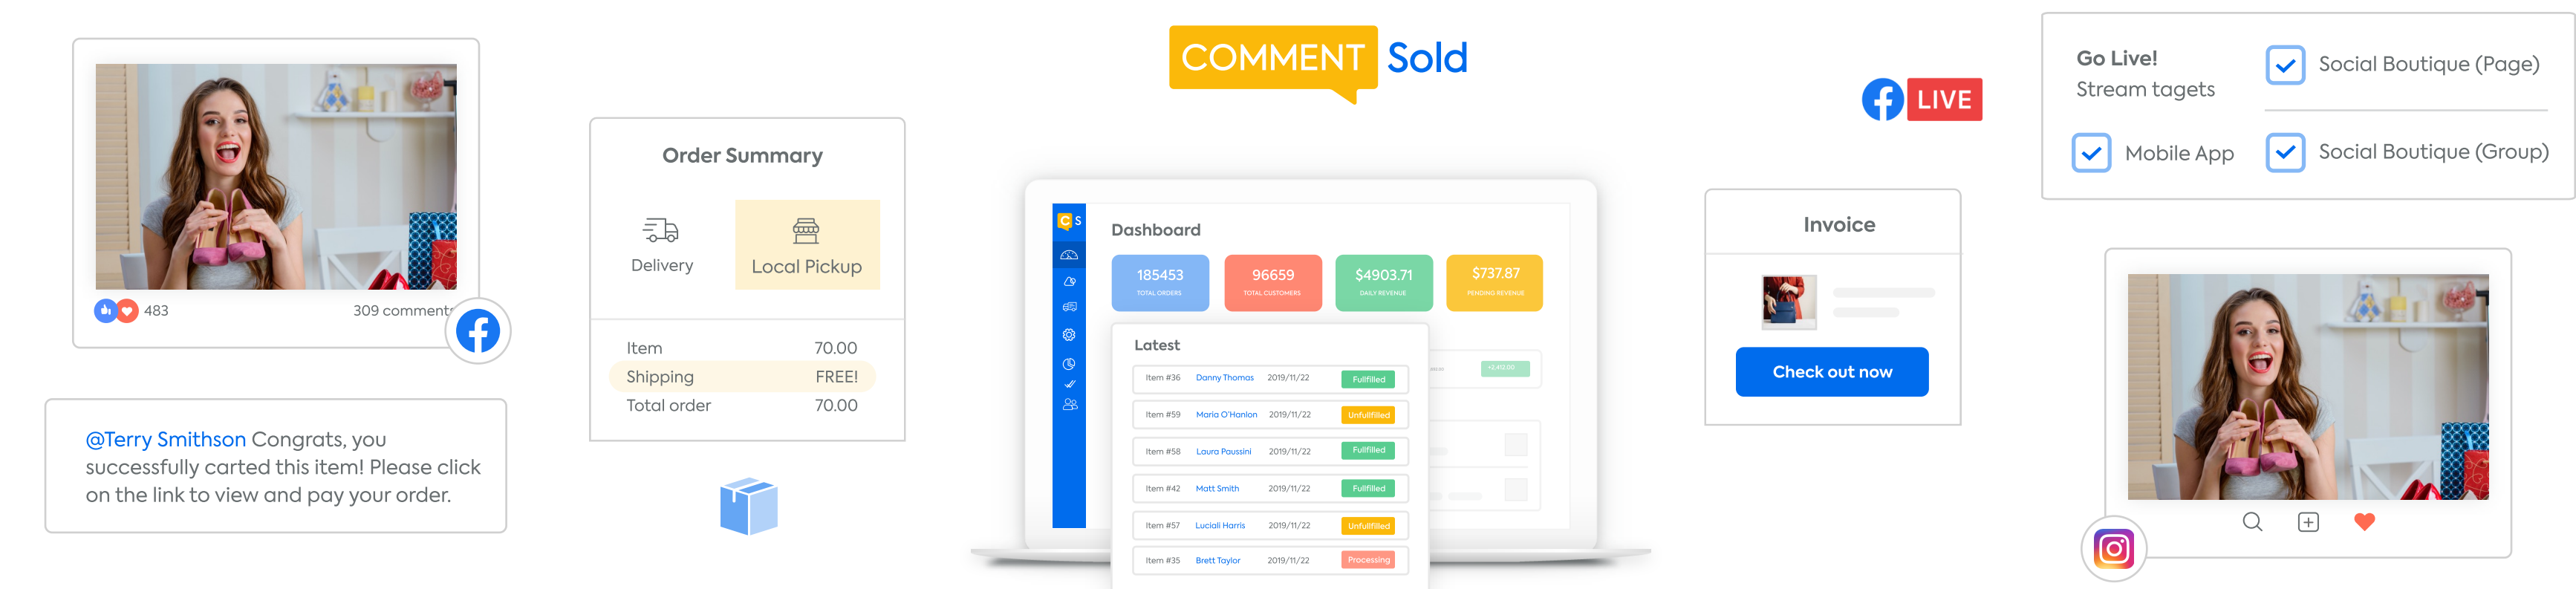 483
309 comments
@Terry Smithson Congrats, you
successfully carted this item! Please click
on the link to view and pay your order.
Order Summary
Delivery
Local Pickup
Item 70.00
Shipping FREE!
Total order 70.00
COMMENT Sold
C S
Dashboard
185453
TOTAL ORDERS
96659
TOTAL CUSTOMERS
$4903.71
DAILY REVENUE
$737.87
PENDING REVENUE
Latest
Item #36 Danny Thomas 2019/11/22 Fullfilled
Item #59 Maria O'Hanlon 2019/11/22 Unfullfilled
Item #58 Laura Paussini 2019/11/22 Fullfilled
Item #42 Matt Smith 2019/11/22 Fullfilled
Item #57 Luciali Harris 2019/11/22 Unfullfilled
Item #35 Brett Taylor 2019/11/22 Processing
LIVE
Invoice
Check out now
Go Live!
Stream tagets
Social Boutique (Page)
Mobile App
Social Boutique (Group)